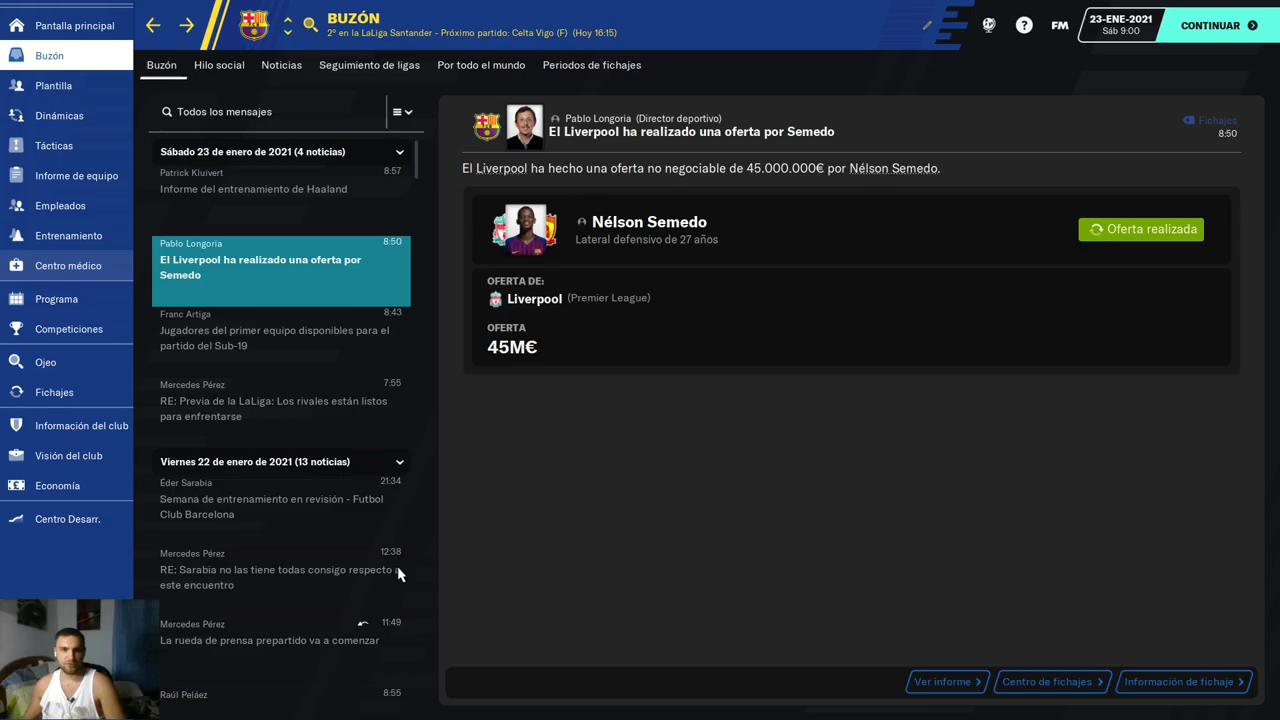 Pantalla principal
Buzón
Plantilla
Dinámicas
Tácticas
Informe de equipo
Empleados
Entrenamiento
Centro médico
Programa
Competiciones
Ojeo
Fichajes
Información del club
Visión del club
Economía
Centro Desarr.
BUZÓN
2º en la LaLiga Santander - Próximo partido: Celta Vigo (F) (Hoy 16:15)
FM
23-ENE-2021
Sáb 9:00
CONTINUAR
Buzón
Hilo social
Noticias
Seguimiento de ligas
Por todo el mundo
Periodos de fichajes
Todos los mensajes
Sábado 23 de enero de 2021 (4 noticias)
Patrick Kluivert 8:57
Informe del entrenamiento de Haaland
Pablo Longoria 8:50
El Liverpool ha realizado una oferta por
Semedo
Franc Artiga 8:43
Jugadores del primer equipo disponibles para el
partido del Sub-19
Mercedes Pérez 7:55
RE: Previa de la LaLiga: Los rivales están listos
para enfrentarse
Viernes 22 de enero de 2021 (13 noticias)
Éder Sarabia 21:34
Semana de entrenamiento en revisión - Futbol
Club Barcelona
Mercedes Pérez 12:38
RE: Sarabia no las tiene todas consigo respecto a
este encuentro
Mercedes Pérez 11:49
La rueda de prensa prepartido va a comenzar
Raúl Peláez 8:55
Pablo Longoria (Director deportivo)
El Liverpool ha realizado una oferta por Semedo
Fichajes
8:50
El Liverpool ha hecho una oferta no negociable de 45.000.000€ por Nélson Semedo.
Nélson Semedo
Lateral defensivo de 27 años
Oferta realizada
OFERTA DE:
Liverpool (Premier League)
OFERTA
45M€
Ver informe
Centro de fichajes
Información de fichaje